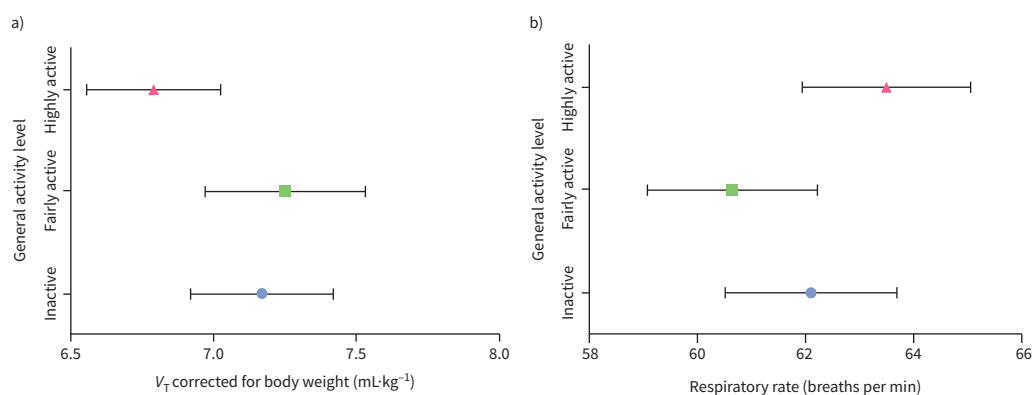 a)
General activity level
Highly active
Fairly active
Inactive
6.5 7.0 7.5 8.0
V_T corrected for body weight (mL·kg⁻¹)
b)
General activity level
Highly active
Fairly active
Inactive
58 60 62 64 66
Respiratory rate (breaths per min)